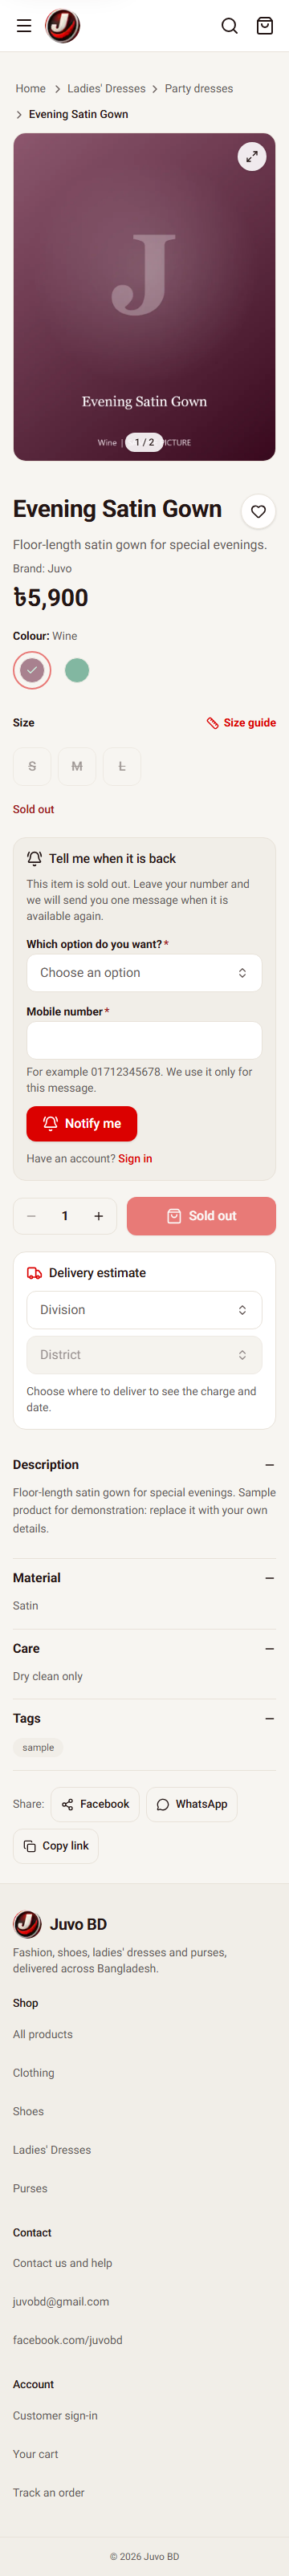 J
Home > Ladies' Dresses > Party dresses
> Evening Satin Gown
J
Evening Satin Gown
Wine | 1 / 2 ICTURE
Evening Satin Gown
Floor-length satin gown for special evenings.
Brand: Juvo
৳5,900
Colour: Wine
Size
Size guide
S M L
Sold out
Tell me when it is back
This item is sold out. Leave your number and
we will send you one message when it is
available again.
Which option do you want? *
Choose an option
Mobile number *
For example 01712345678. We use it only for
this message.
Notify me
Have an account? Sign in
− 1 +
Sold out
Delivery estimate
Division
District
Choose where to deliver to see the charge and
date.
Description −
Floor-length satin gown for special evenings. Sample
product for demonstration: replace it with your own
details.
Material −
Satin
Care −
Dry clean only
Tags −
sample
Share: Facebook WhatsApp
Copy link
J Juvo BD
Fashion, shoes, ladies' dresses and purses,
delivered across Bangladesh.
Shop
All products
Clothing
Shoes
Ladies' Dresses
Purses
Contact
Contact us and help
juvobd@gmail.com
facebook.com/juvobd
Account
Customer sign-in
Your cart
Track an order
© 2026 Juvo BD